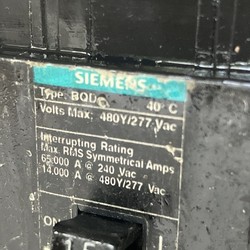 SIEMENS
Type: BQD 40°C
Volts Max: 480Y/277 Vac
Interrupting Rating
Max. RMS Symmetrical Amps
65,000 A @ 240 Vac
14,000 A @ 480Y/277 Vac
ON